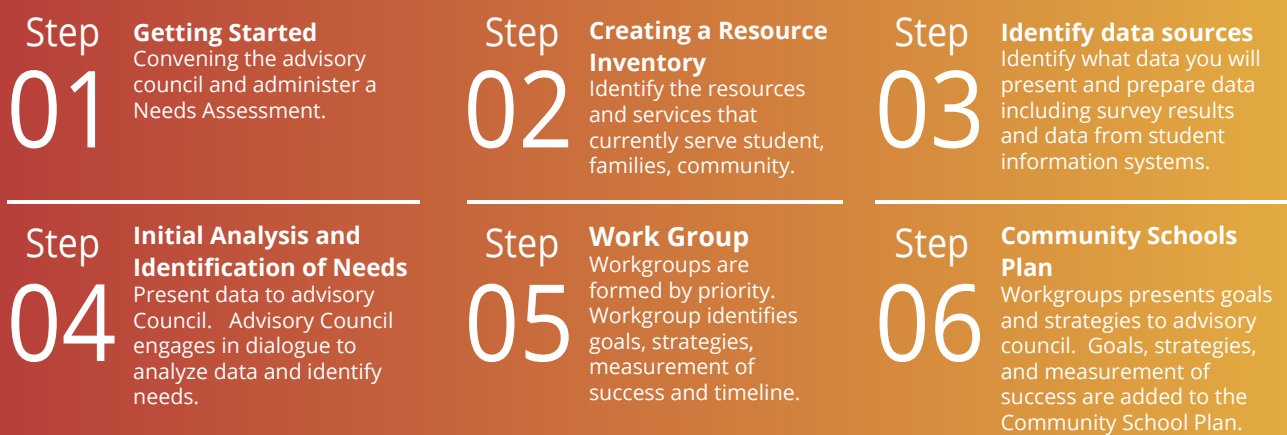 Step
01
Getting Started
Convening the advisory
council and administer a
Needs Assessment.
Step
02
Creating a Resource
Inventory
Identify the resources
and services that
currently serve student,
families, community.
Step
03
Identify data sources
Identify what data you will
present and prepare data
including survey results
and data from student
information systems.
Step
04
Initial Analysis and
Identification of Needs
Present data to advisory
Council.   Advisory Council
engages in dialogue to
analyze data and identify
needs.
Step
05
Work Group
Workgroups are
formed by priority.
Workgroup identifies
goals, strategies,
measurement of
success and timeline.
Step
06
Community Schools
Plan
Workgroups presents goals
and strategies to advisory
council.  Goals, strategies,
and measurement of
success are added to the
Community School Plan.